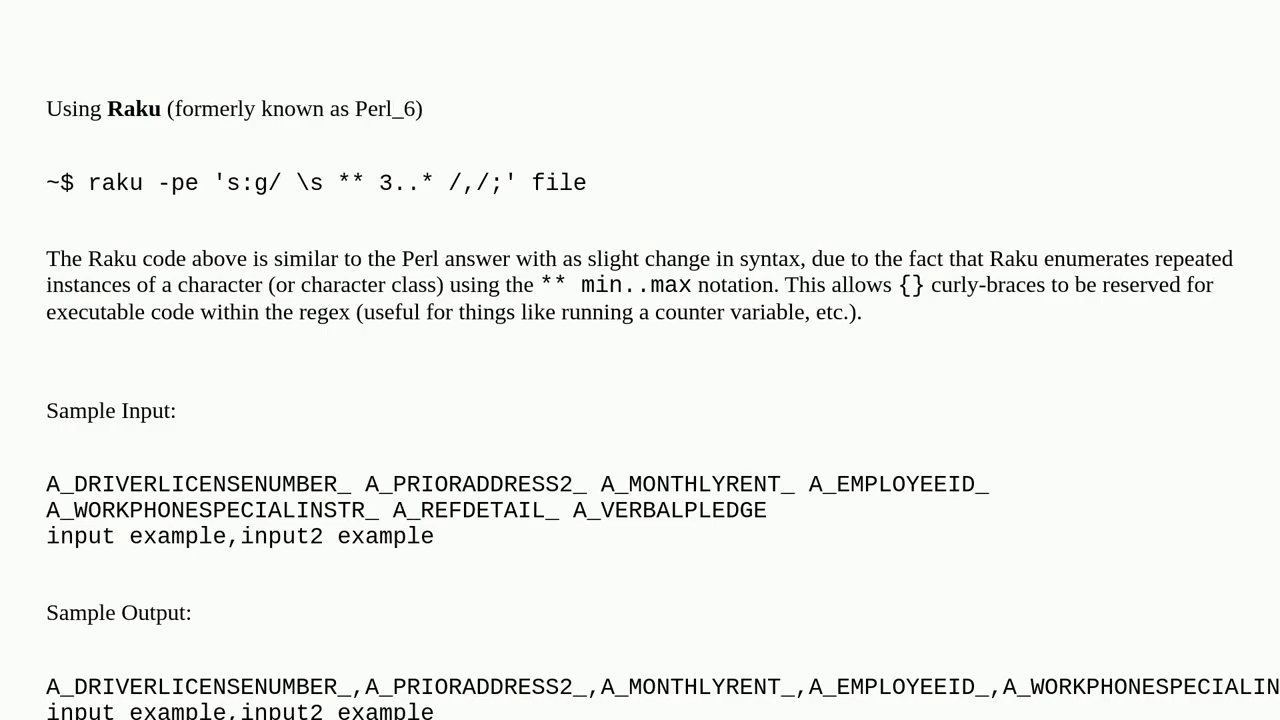 Using Raku (formerly known as Perl_6)
~$ raku -pe 's:g/ \s ** 3..* /,/;' file
The Raku code above is similar to the Perl answer with as slight change in syntax, due to the fact that Raku enumerates repeated
instances of a character (or character class) using the ** min..max notation. This allows {} curly-braces to be reserved for
executable code within the regex (useful for things like running a counter variable, etc.).
Sample Input:
A_DRIVERLICENSENUMBER_ A_PRIORADDRESS2_ A_MONTHLYRENT_ A_EMPLOYEEID_
A_WORKPHONESPECIALINSTR_ A_REFDETAIL_ A_VERBALPLEDGE
input example,input2 example
Sample Output:
A_DRIVERLICENSENUMBER_,A_PRIORADDRESS2_,A_MONTHLYRENT_,A_EMPLOYEEID_,A_WORKPHONESPECIALIN
input example,input2 example